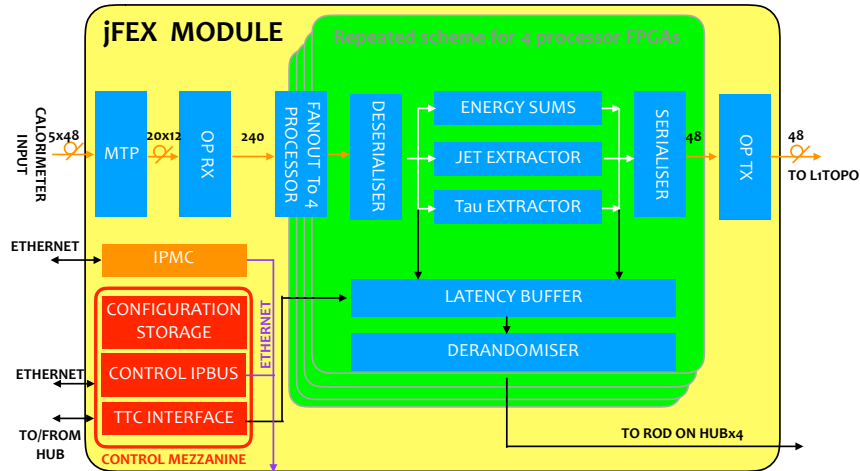 jFEX MODULE
Repeated scheme for 4 processor FPGAs
CALORIMETER
INPUT
5x48
MTP
20x12
OP RX
240
FANOUT To 4
PROCESSOR
DESERIALISER
ENERGY SUMS
JET EXTRACTOR
Tau EXTRACTOR
SERIALISER
48
OP TX
48
TO L1TOPO
ETHERNET
IPMC
LATENCY BUFFER
CONFIGURATION
STORAGE
ETHERNET
DERANDOMISER
ETHERNET
CONTROL IPBUS
TTC INTERFACE
TO/FROM
HUB
CONTROL MEZZANINE
TO ROD ON HUBx4